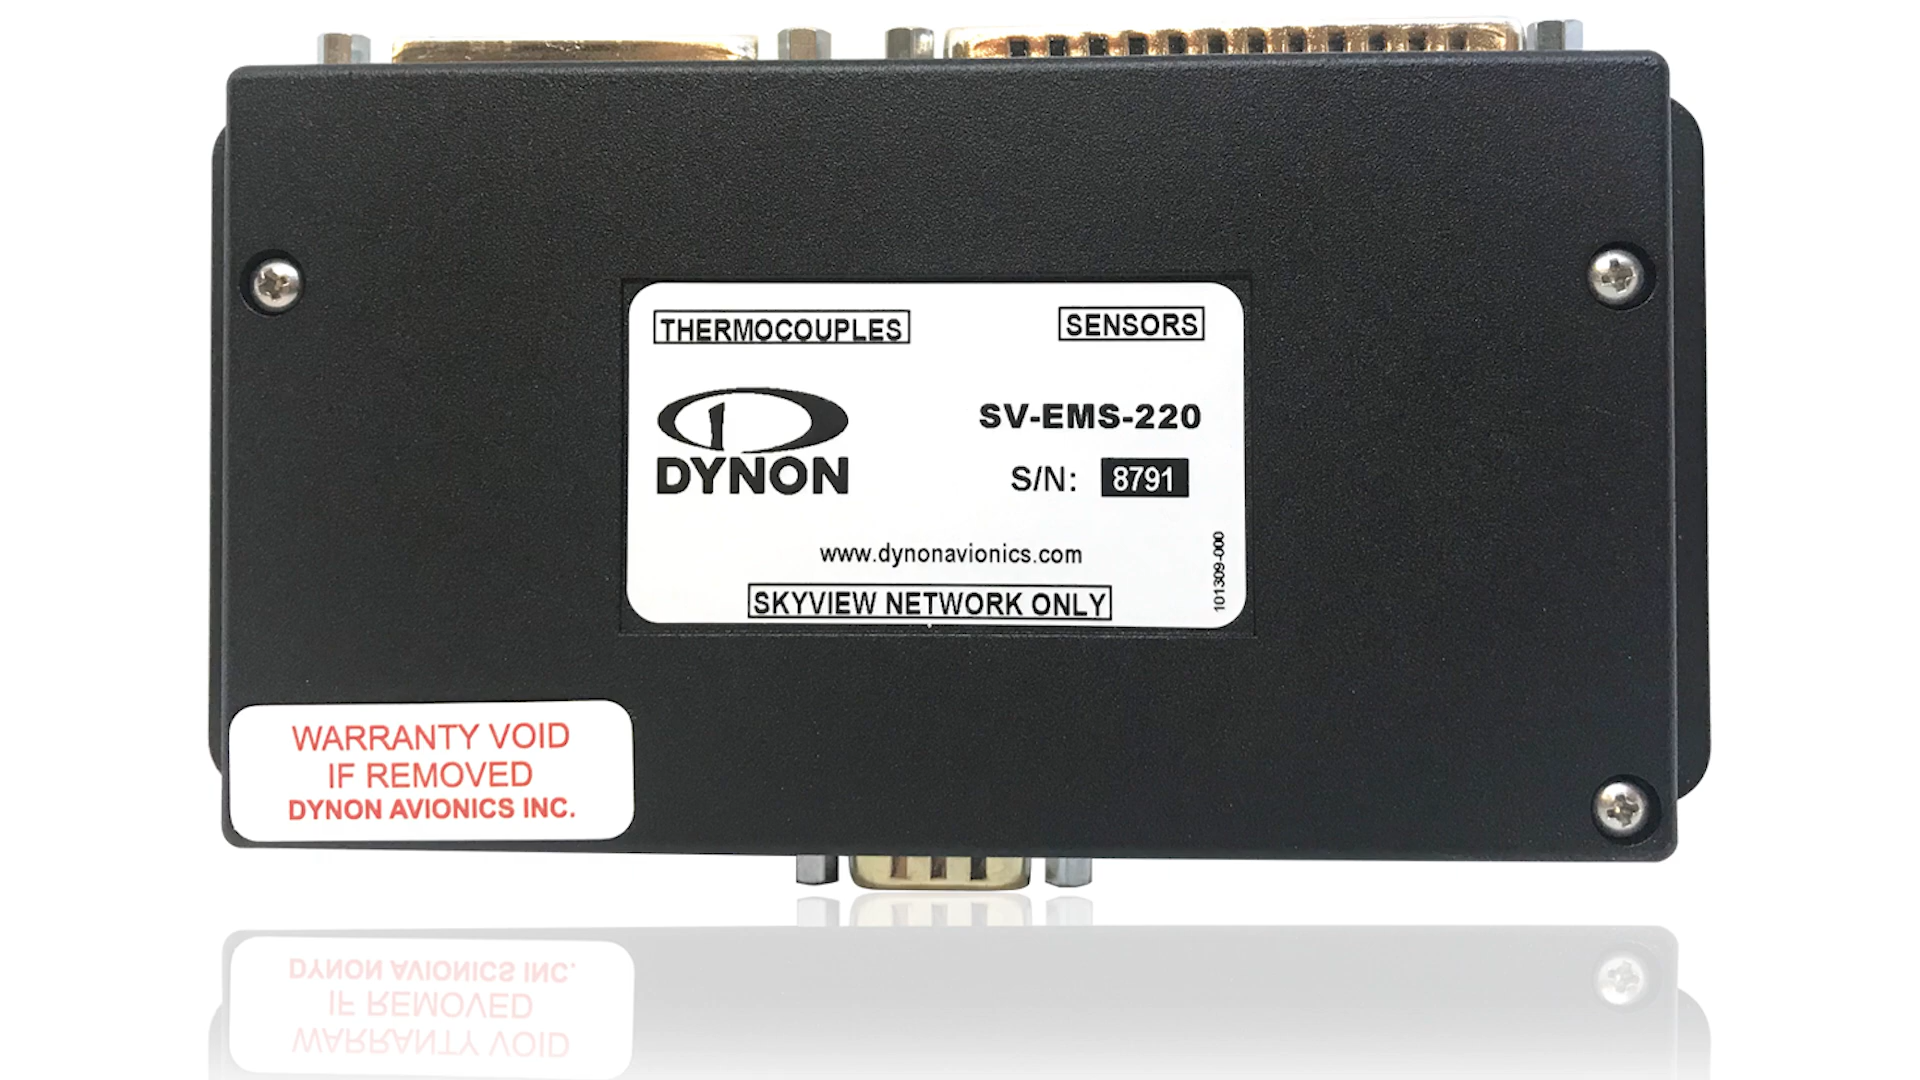 THERMOCOUPLES
SENSORS
DYNON
SV-EMS-220
S/N: 8791
www.dynonavionics.com
101309-000
SKYVIEW NETWORK ONLY
WARRANTY VOID
IF REMOVED
DYNON AVIONICS INC.